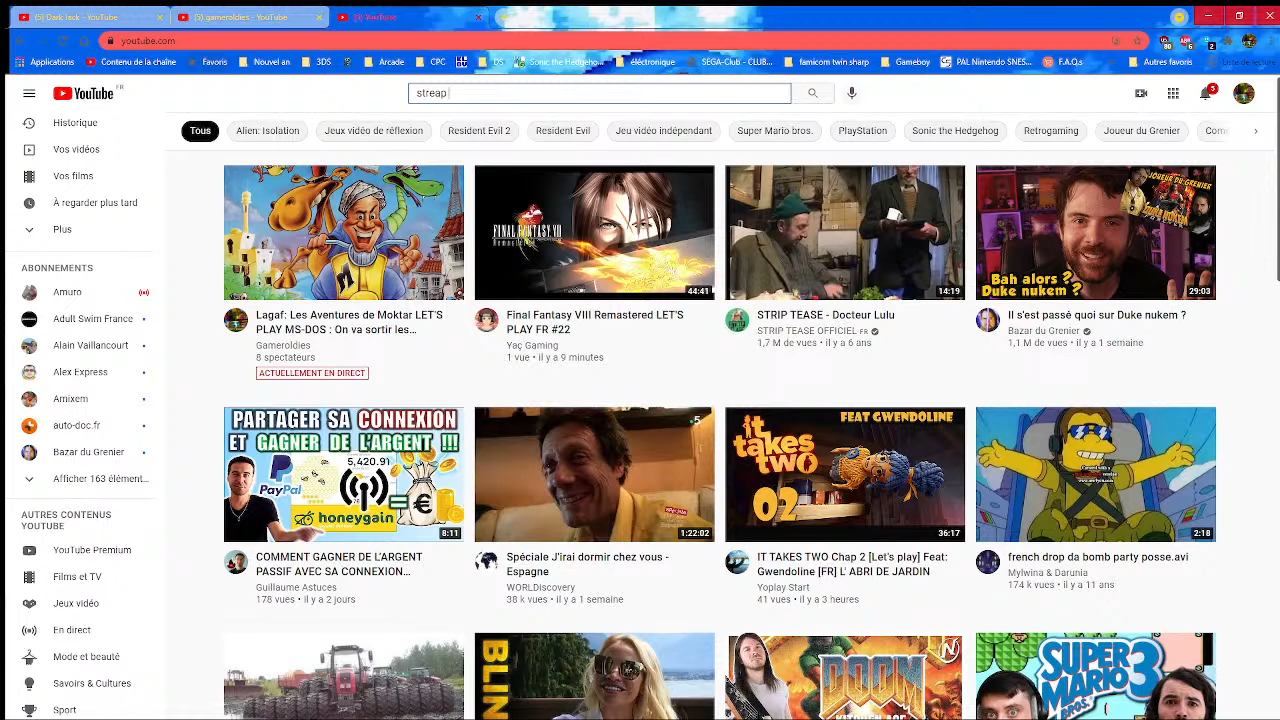 (5) Dark Jack - YouTube
(5) gameroldies - YouTube
(3) YouTube
youtube.com
Applications
Contenu de la chaîne
Favoris
Nouvel an
3DS
Arcade
CPC
DS
Sonic the Hedgeho...
éléctronique
SEGA-Club - CLUB...
famicom twin sharp
Gameboy
PAL Nintendo SNES...
F.A.Q.s
Autres favoris
Liste de lecture
YouTube FR
streap
5
Historique
Vos vidéos
Vos films
À regarder plus tard
Plus
ABONNEMENTS
Amuro
Adult Swim France
Alain Vaillancourt
Alex Express
Amixem
auto-doc.fr
Bazar du Grenier
Afficher 163 élément...
AUTRES CONTENUS
YOUTUBE
YouTube Premium
Films et TV
Jeux vidéo
En direct
Mode et beauté
Savoirs & Cultures
Sport
Tous
Alien: Isolation
Jeux vidéo de réflexion
Resident Evil 2
Resident Evil
Jeu vidéo indépendant
Super Mario bros.
PlayStation
Sonic the Hedgehog
Retrogaming
Joueur du Grenier
Lagaf: Les Aventures de Moktar LET'S
PLAY MS-DOS : On va sortir les...
Gameroldies
8 spectateurs
ACTUELLEMENT EN DIRECT
44:41
Final Fantasy VIII Remastered LET'S
PLAY FR #22
Yaç Gaming
1 vue • il y a 9 minutes
14:19
STRIP TEASE - Docteur Lulu
STRIP TEASE OFFICIEL FR
1,7 M de vues • il y a 6 ans
JOUEUR DU GRENIER
DUKE NUKEM
Bah alors ?
Duke nukem ?
29:03
Il s'est passé quoi sur Duke nukem ?
Bazar du Grenier
1,1 M de vues • il y a 1 semaine
PARTAGER SA CONNEXION
ET GAGNER DE L'ARGENT !!!
5,420.91
PayPal
honeygain
8:11
COMMENT GAGNER DE L'ARGENT
PASSIF AVEC SA CONNEXION...
Guillaume Astuces
178 vues • il y a 2 jours
5
1:22:02
Spéciale J'irai dormir chez vous -
Espagne
WORLDiscovery
38 k vues • il y a 1 semaine
FEAT GWENDOLINE
it takes two
02
36:17
IT TAKES TWO Chap 2 [Let's play] Feat:
Gwendoline [FR] L' ABRI DE JARDIN
Yoplay Start
41 vues • il y a 3 heures
2:18
french drop da bomb party posse.avi
Mylwina & Darunia
174 k vues • il y a 11 ans
BLIN
DOOM
SUPER
MARIO 3
BROS.